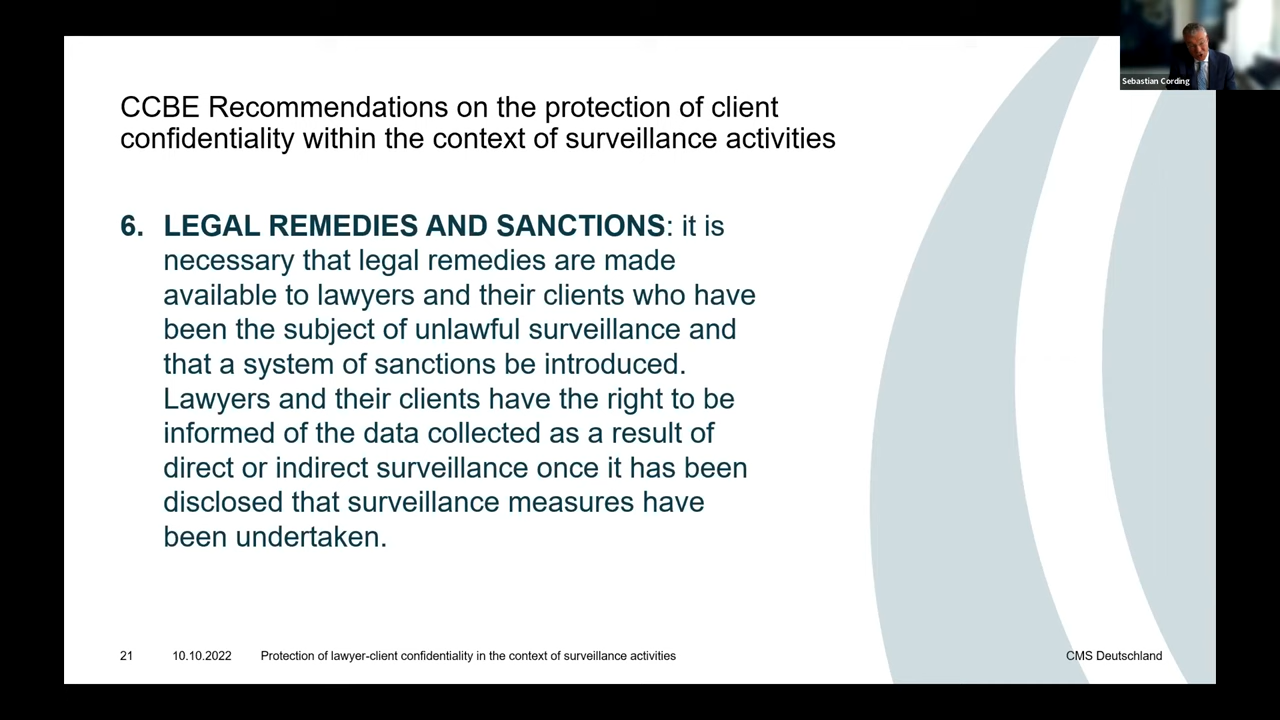 Sebastian Cording
CCBE Recommendations on the protection of client
confidentiality within the context of surveillance activities
6. LEGAL REMEDIES AND SANCTIONS: it is
necessary that legal remedies are made
available to lawyers and their clients who have
been the subject of unlawful surveillance and
that a system of sanctions be introduced.
Lawyers and their clients have the right to be
informed of the data collected as a result of
direct or indirect surveillance once it has been
disclosed that surveillance measures have
been undertaken.
21 10.10.2022 Protection of lawyer-client confidentiality in the context of surveillance activities CMS Deutschland